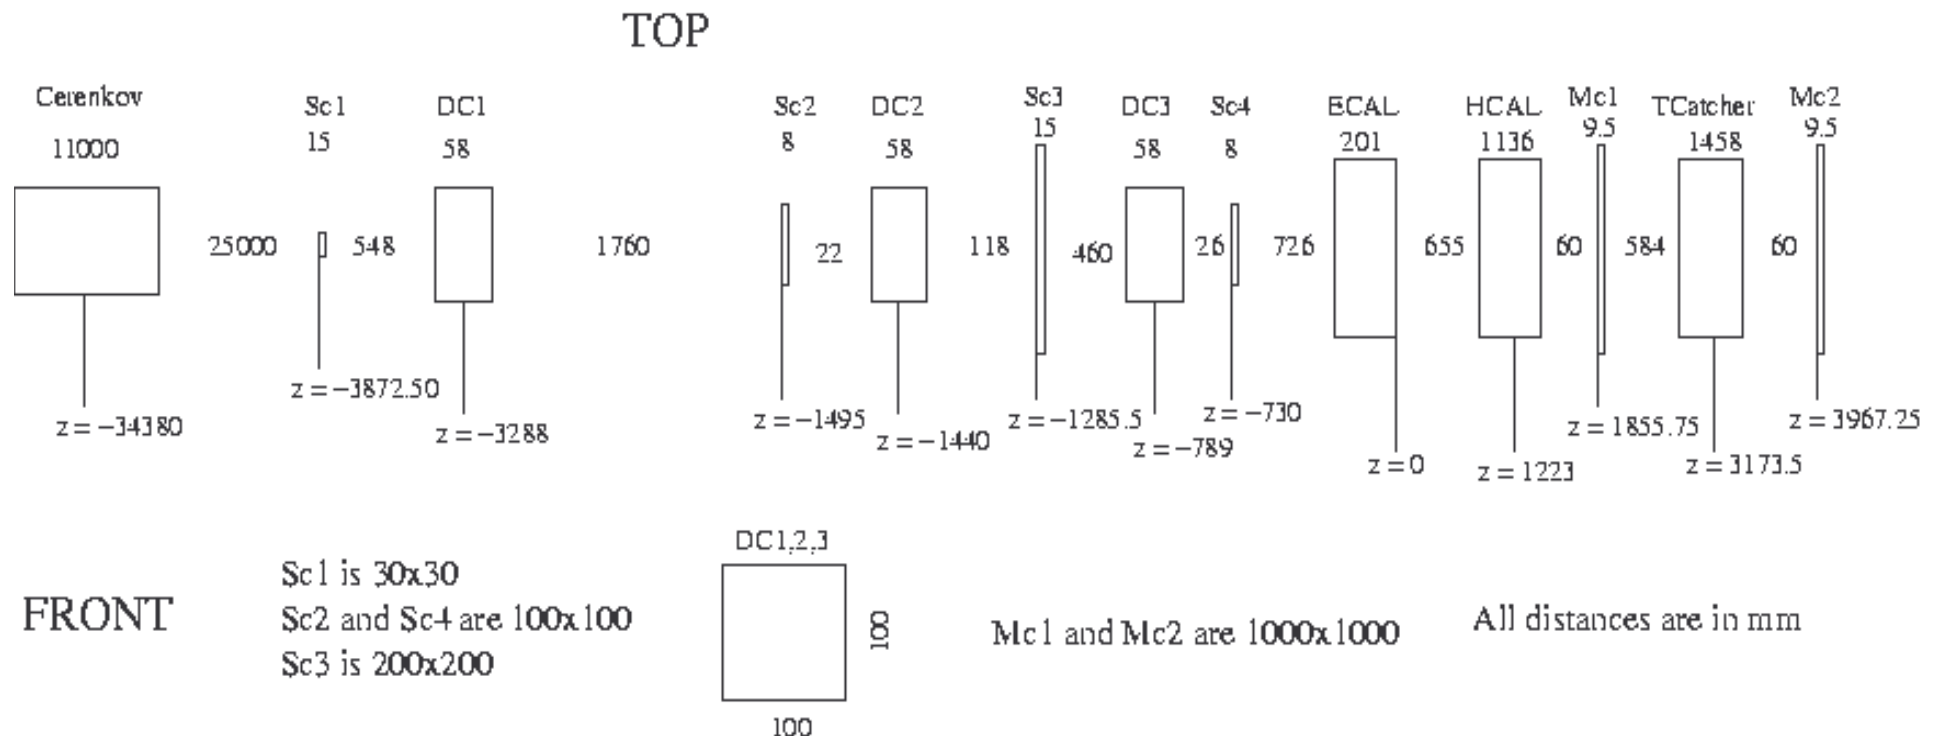 TOP
Cerenkov Sc1 DC1 Sc2 DC2 Sc3 DC3 Sc4 ECAL HCAL Mc1 TCatcher Mc2
11000 15 58 8 58 15 58 8 201 1136 9.5 1458 9.5
25000 548 1760 22 118 460 26 726 655 60 584 60
z = −34380 z = −3872.50 z = −3288 z = −1495 z = −1440 z = −1285.5 z = −789 z = −730 z = 0 z = 1223 z = 1855.75 z = 3173.5 z = 3967.25
FRONT
Sc1 is 30x30
Sc2 and Sc4 are 100x100
Sc3 is 200x200
DC1,2,3
100
100
Mc1 and Mc2 are 1000x1000
All distances are in mm